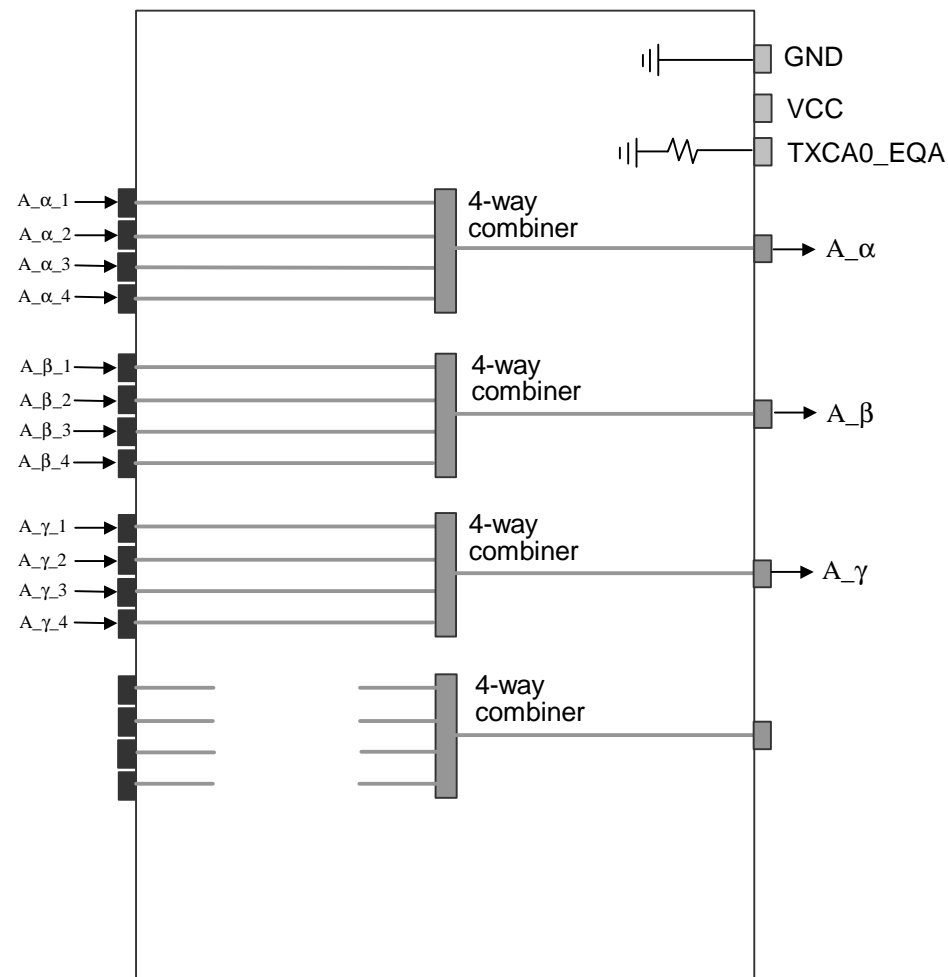 GND
VCC
TXCA0_EQA
A_α_1
A_α_2
A_α_3
A_α_4
4-way
combiner
A_α
A_β_1
A_β_2
A_β_3
A_β_4
4-way
combiner
A_β
A_γ_1
A_γ_2
A_γ_3
A_γ_4
4-way
combiner
A_γ
4-way
combiner